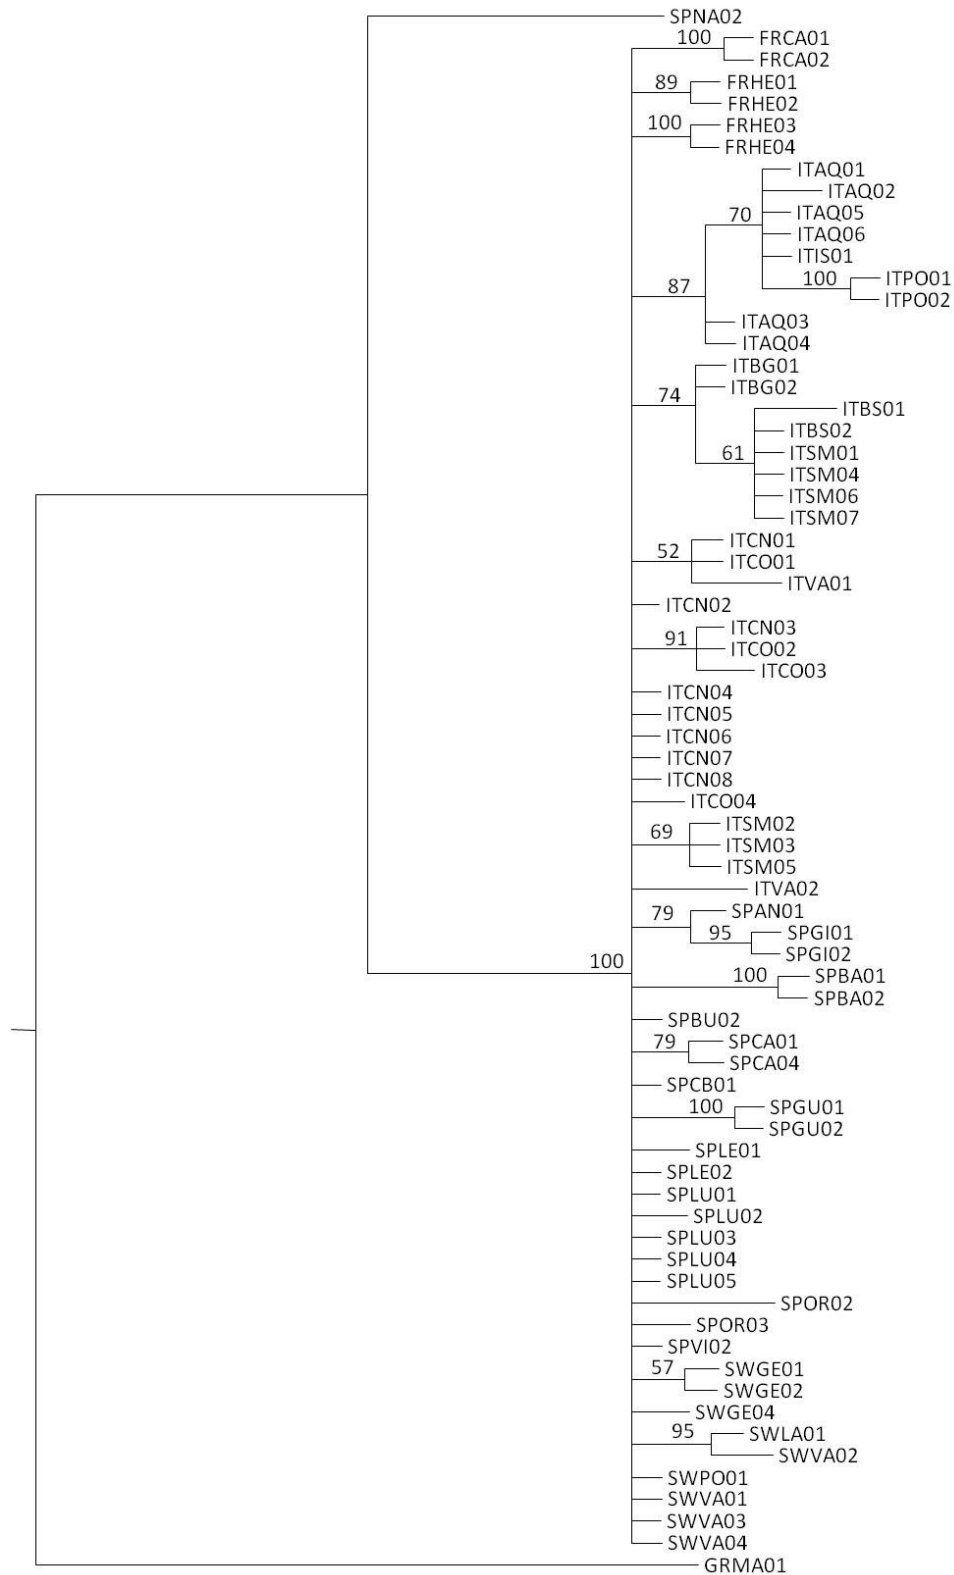 SPNA02
100
FRCA01
FRCA02
89
FRHE01
FRHE02
100
FRHE03
FRHE04
ITAQ01
ITAQ02
70
ITAQ05
ITAQ06
ITIS01
100
ITPO01
ITPO02
87
ITAQ03
ITAQ04
ITBG01
74
ITBG02
ITBS01
ITBS02
61
ITSM01
ITSM04
ITSM06
ITSM07
ITCN01
52
ITCO01
ITVA01
ITCN02
ITCN03
91
ITCO02
ITCO03
ITCN04
ITCN05
ITCN06
ITCN07
ITCN08
ITCO04
ITSM02
69
ITSM03
ITSM05
ITVA02
79
SPAN01
95
SPGI01
SPGI02
100
100
SPBA01
SPBA02
SPBU02
79
SPCA01
SPCA04
SPCB01
100
SPGU01
SPGU02
SPLE01
SPLE02
SPLU01
SPLU02
SPLU03
SPLU04
SPLU05
SPOR02
SPOR03
SPVI02
57
SWGE01
SWGE02
SWGE04
95
SWLA01
SWVA02
SWPO01
SWVA01
SWVA03
SWVA04
GRMA01